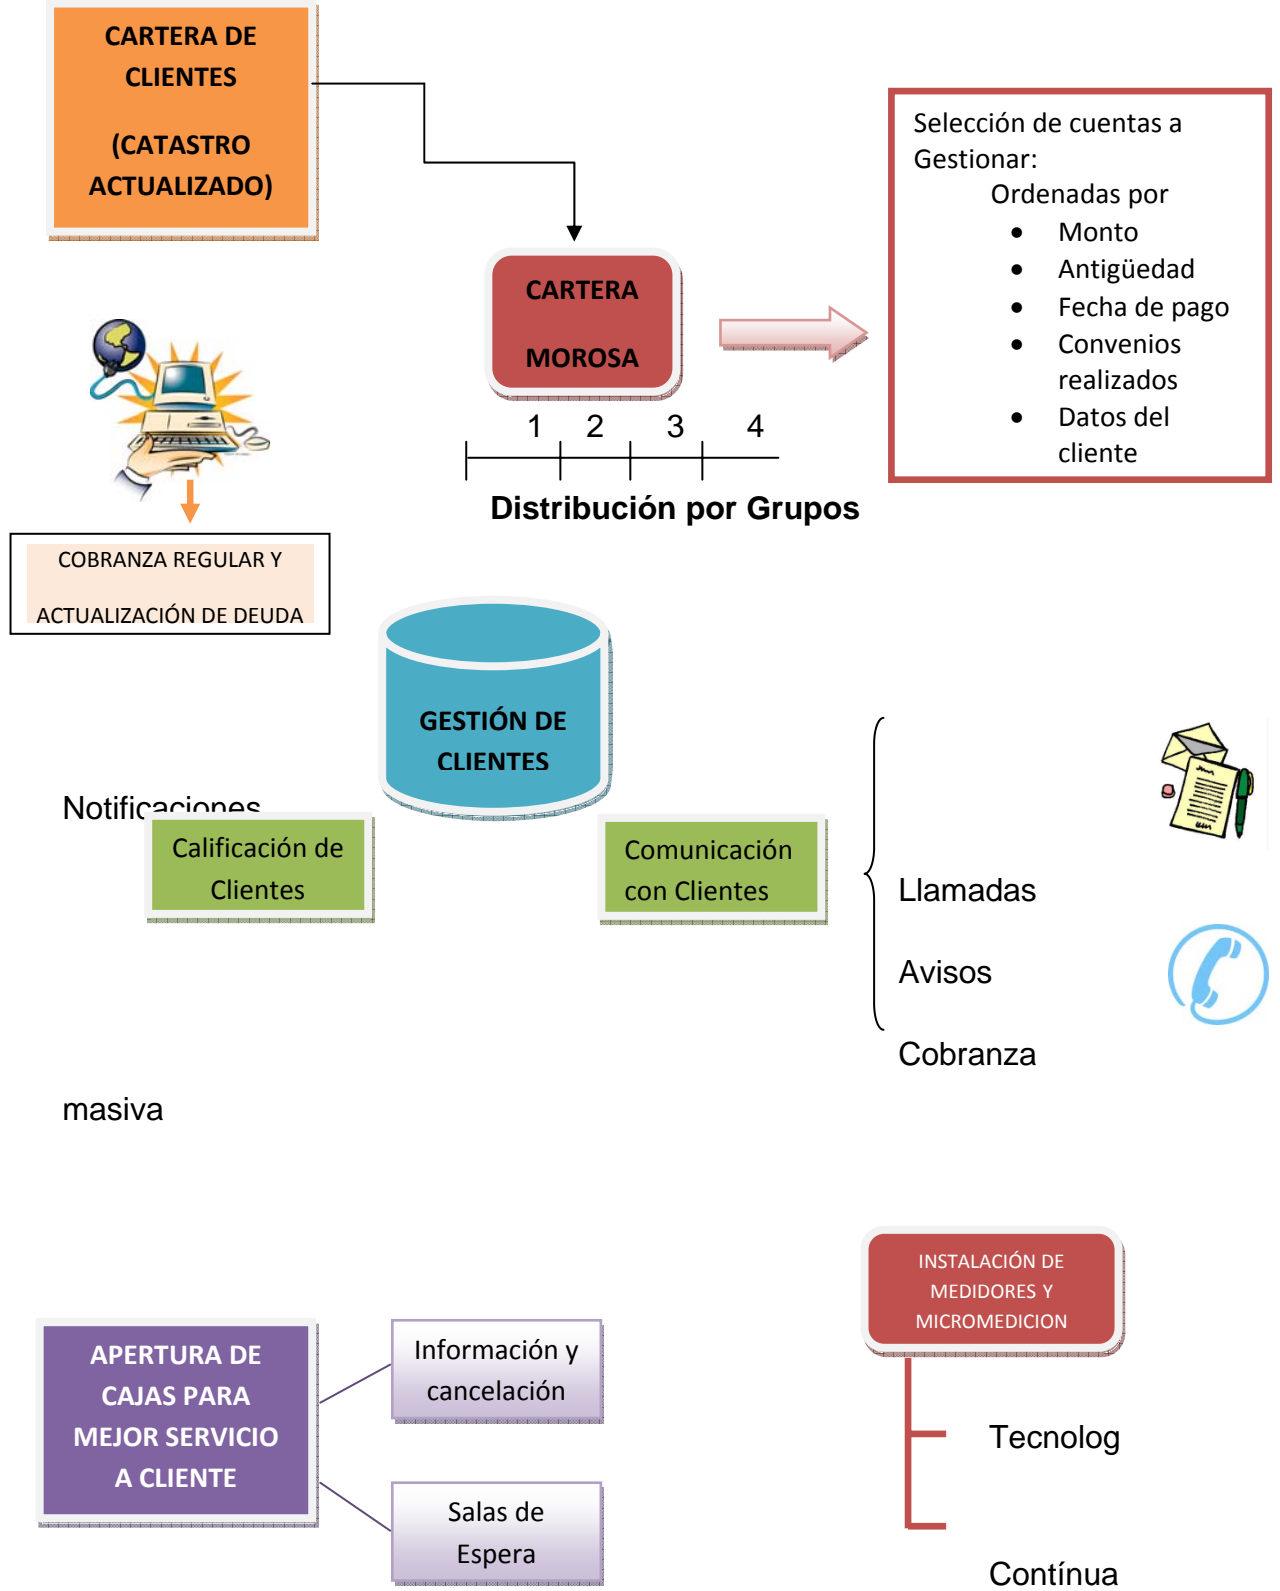 CARTERA DE
CLIENTES
(CATASTRO
ACTUALIZADO)
Selección de cuentas a
Gestionar:
Ordenadas por
• Monto
• Antigüedad
• Fecha de pago
• Convenios
realizados
• Datos del
cliente
CARTERA
MOROSA
1 2 3 4
Distribución por Grupos
COBRANZA REGULAR Y
ACTUALIZACIÓN DE DEUDA
GESTIÓN DE
CLIENTES
Notificaciones
Calificación de
Clientes
Comunicación
con Clientes
Llamadas
Avisos
Cobranza
masiva
INSTALACIÓN DE
MEDIDORES Y
MICROMEDICION
APERTURA DE
CAJAS PARA
MEJOR SERVICIO
A CLIENTE
Información y
cancelación
Salas de
Espera
Tecnolog
Contínua